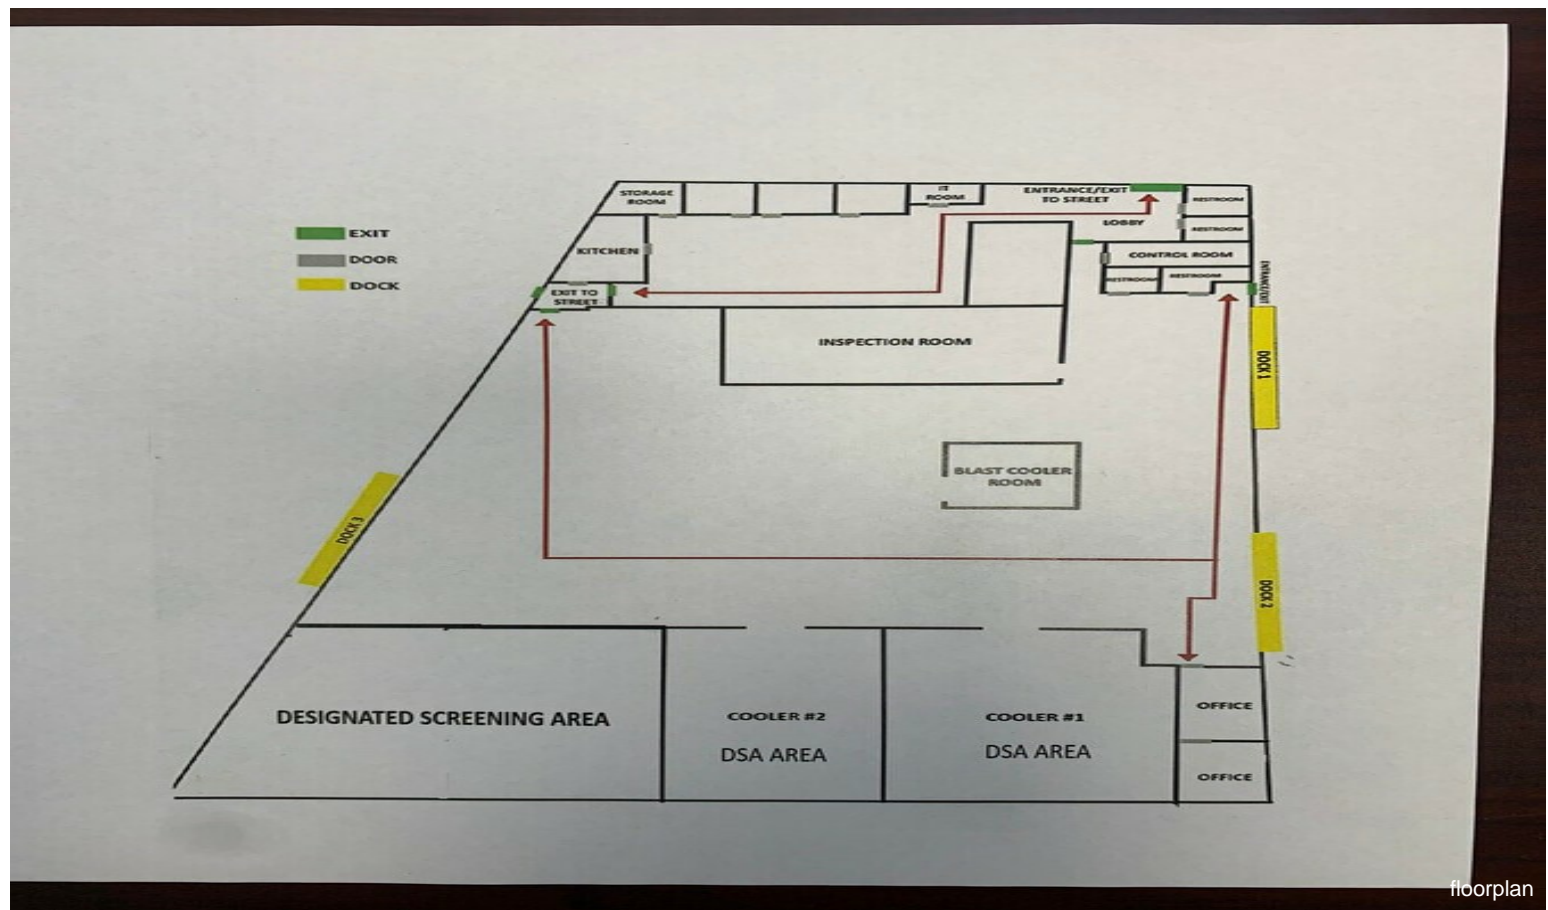 STORAGE
ROOM
IT
ROOM
ENTRANCE/EXIT
TO STREET
RESTROOM
LOBBY
RESTROOM
EXIT
DOOR
DOCK
KITCHEN
CONTROL ROOM
RESTROOM
RESTROOM
ENTRANCE/EXIT
EXIT TO
STREET
INSPECTION ROOM
DOCK 1
BLAST COOLER
ROOM
DOCK 3
DOCK 2
DESIGNATED SCREENING AREA
COOLER #2
DSA AREA
COOLER #1
DSA AREA
OFFICE
OFFICE
floorplan